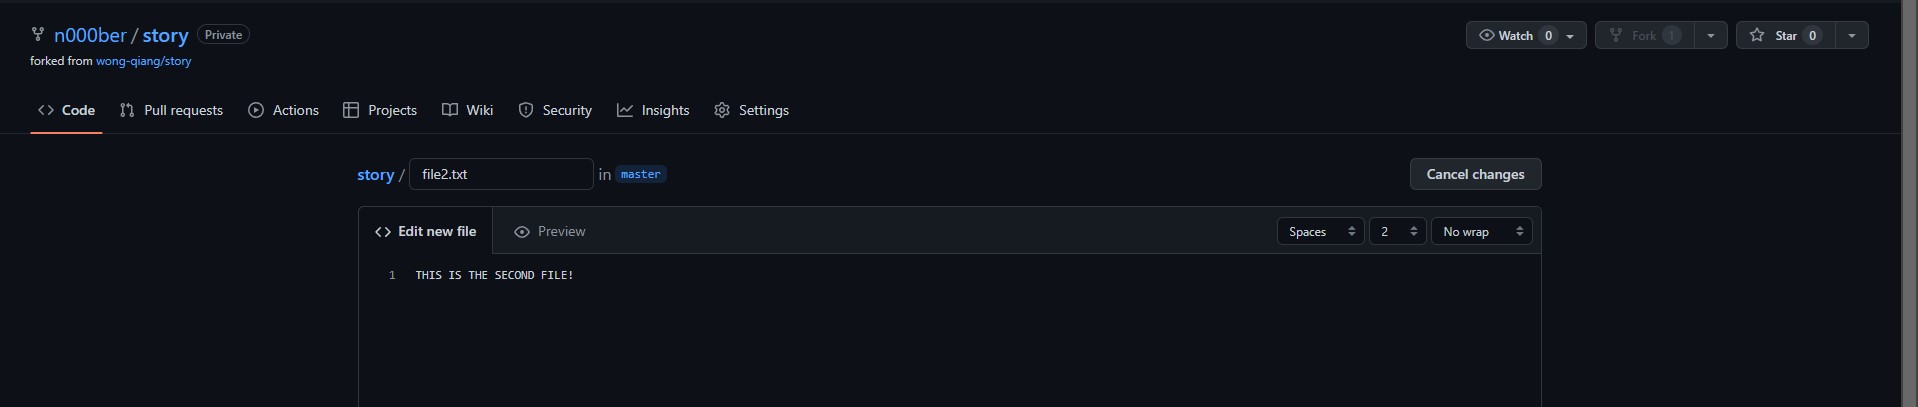 n000ber / story Private Watch 0 Fork 1 Star 0
forked from wong-qiang/story
Code Pull requests Actions Projects Wiki Security Insights Settings
story / file2.txt in master Cancel changes
Edit new file Preview Spaces 2 No wrap
1 THIS IS THE SECOND FILE!